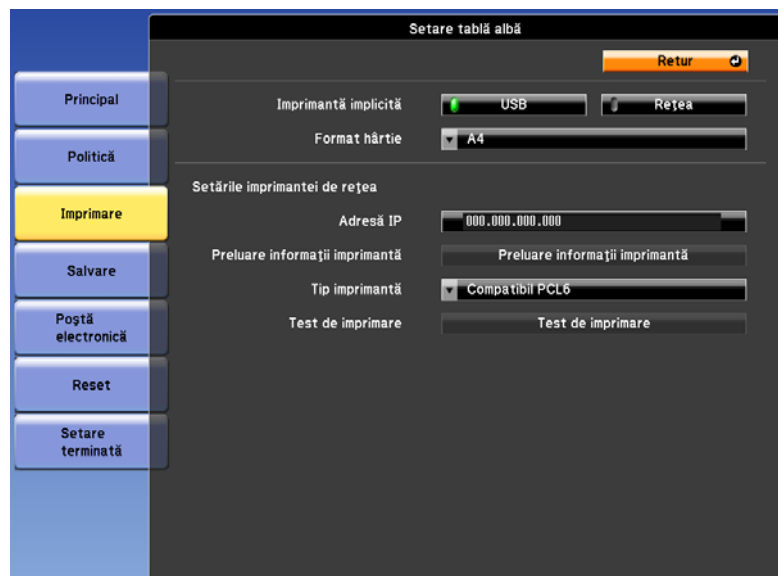 Setare tablă albă
Retur
Principal
Politică
Imprimare
Salvare
Poştă
electronică
Reset
Setare
terminată
Imprimantă implicită
USB
Reţea
Format hârtie
A4
Setările imprimantei de reţea
Adresă IP
000.000.000.000
Preluare informaţii imprimantă
Preluare informaţii imprimantă
Tip imprimantă
Compatibil PCL6
Test de imprimare
Test de imprimare